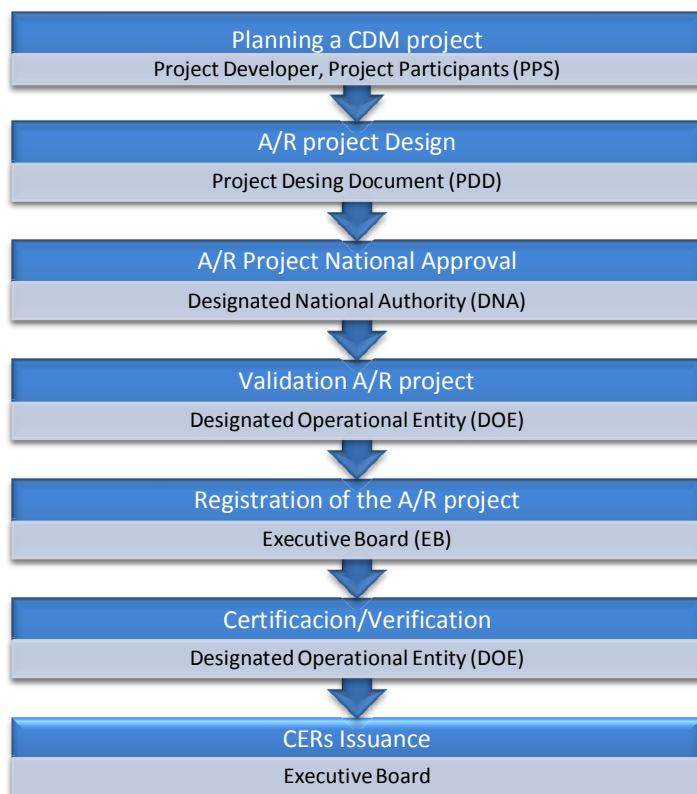 Planning a CDM project
Project Developer, Project Participants (PPS)
A/R project Design
Project Desing Document (PDD)
A/R Project National Approval
Designated National Authority (DNA)
Validation A/R project
Designated Operational Entity (DOE)
Registration of the A/R project
Executive Board (EB)
Certificacion/Verification
Designated Operational Entity (DOE)
CERs Issuance
Executive Board